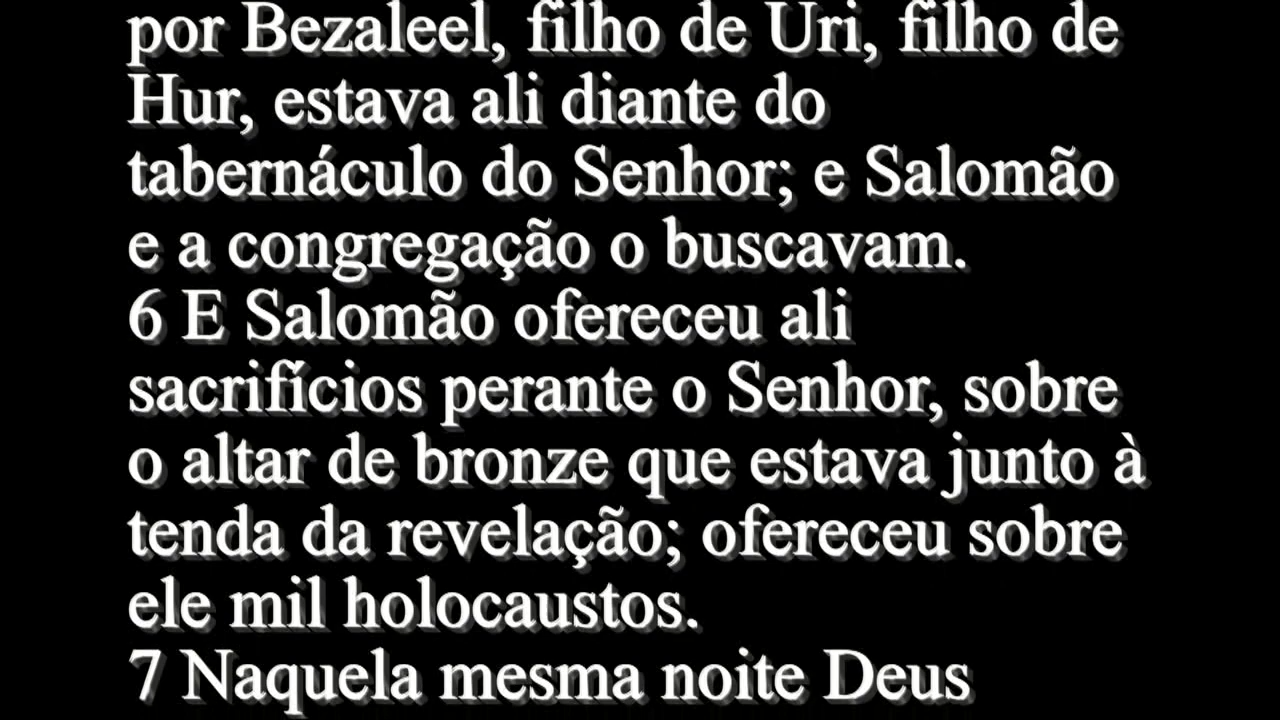 por Bezaleel, filho de Uri, filho de
Hur, estava ali diante do
tabernáculo do Senhor; e Salomão
e a congregação o buscavam.
6 E Salomão ofereceu ali
sacrifícios perante o Senhor, sobre
o altar de bronze que estava junto à
tenda da revelação; ofereceu sobre
ele mil holocaustos.
7 Naquela mesma noite Deus